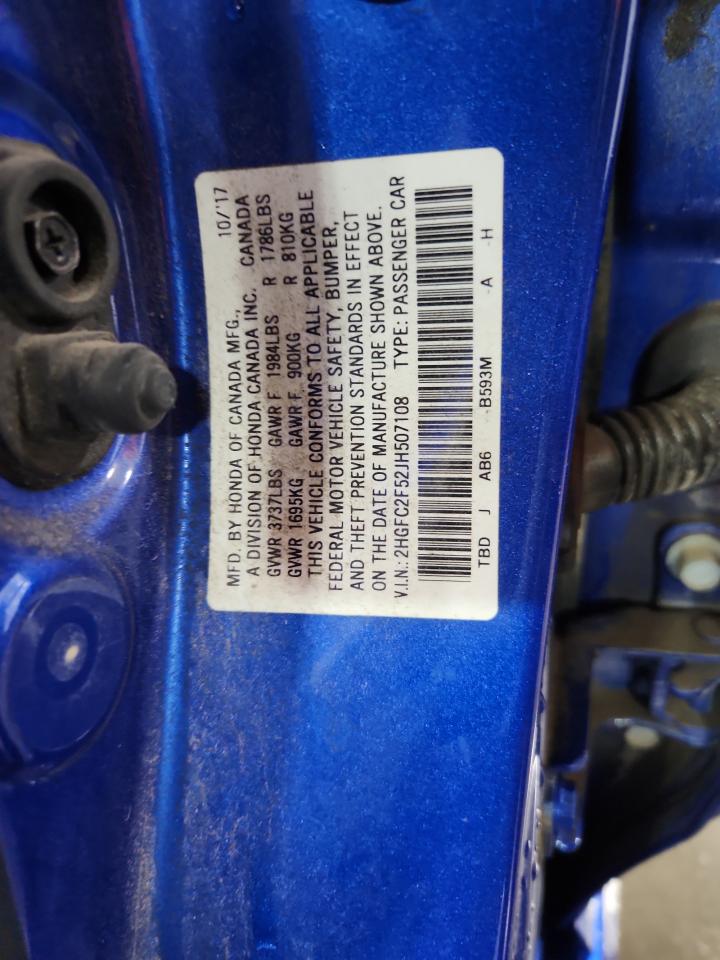 MFD. BY HONDA OF CANADA MFG., 10/'17
A DIVISION OF HONDA CANADA INC. CANADA
GVWR 3737LBS GAWR F 1984LBS R 1786LBS
GVWR 1695KG GAWR F 900KG R 810KG
THIS VEHICLE CONFORMS TO ALL APPLICABLE
FEDERAL MOTOR VEHICLE SAFETY, BUMPER,
AND THEFT PREVENTION STANDARDS IN EFFECT
ON THE DATE OF MANUFACTURE SHOWN ABOVE.
V.I.N.: 2HGFC2F52JH507108 TYPE: PASSENGER CAR
TBD J AB6 -B593M -A -H